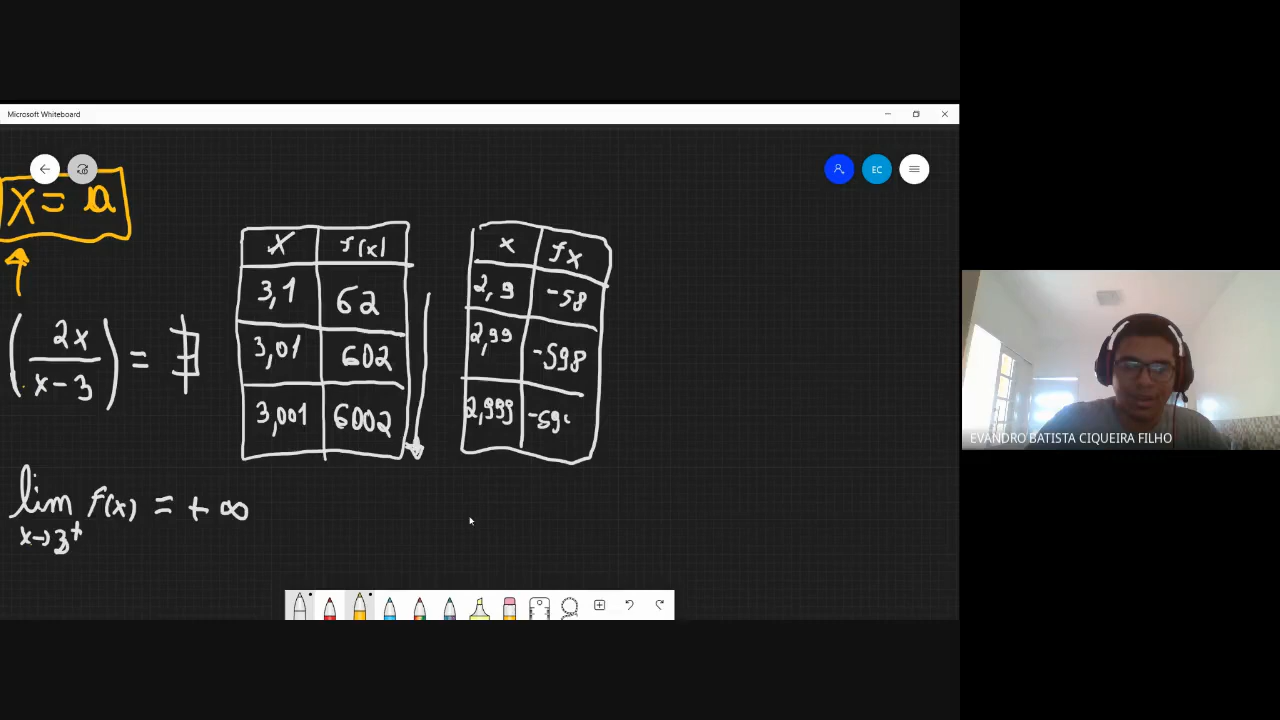 Microsoft Whiteboard
EC
X = a
(2x / x-3) = ∄
x f(x)
3,1 62
3,01 602
3,001 6002
x fx
2,9 -58
2,99 -598
2,999 -59
lim f(x) = + ∞
x→3⁺
EVANDRO BATISTA CIQUEIRA FILHO